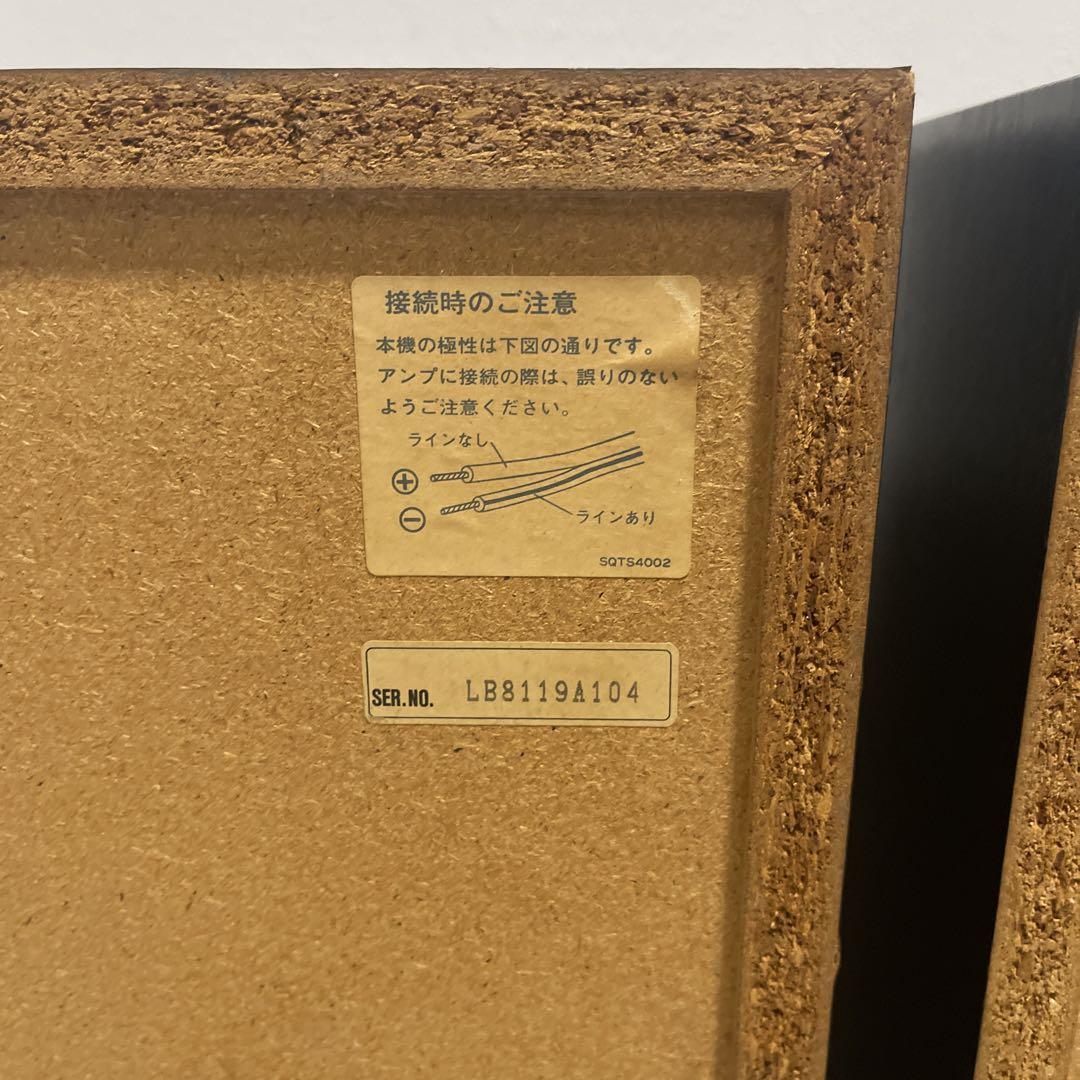 接続時のご注意
本機の極性は下図の通りです。
アンプに接続の際は、誤りのない
ようご注意ください。
ラインなし
⊕
⊖
ラインあり
SQTS4002
SER.NO. LB8119A104